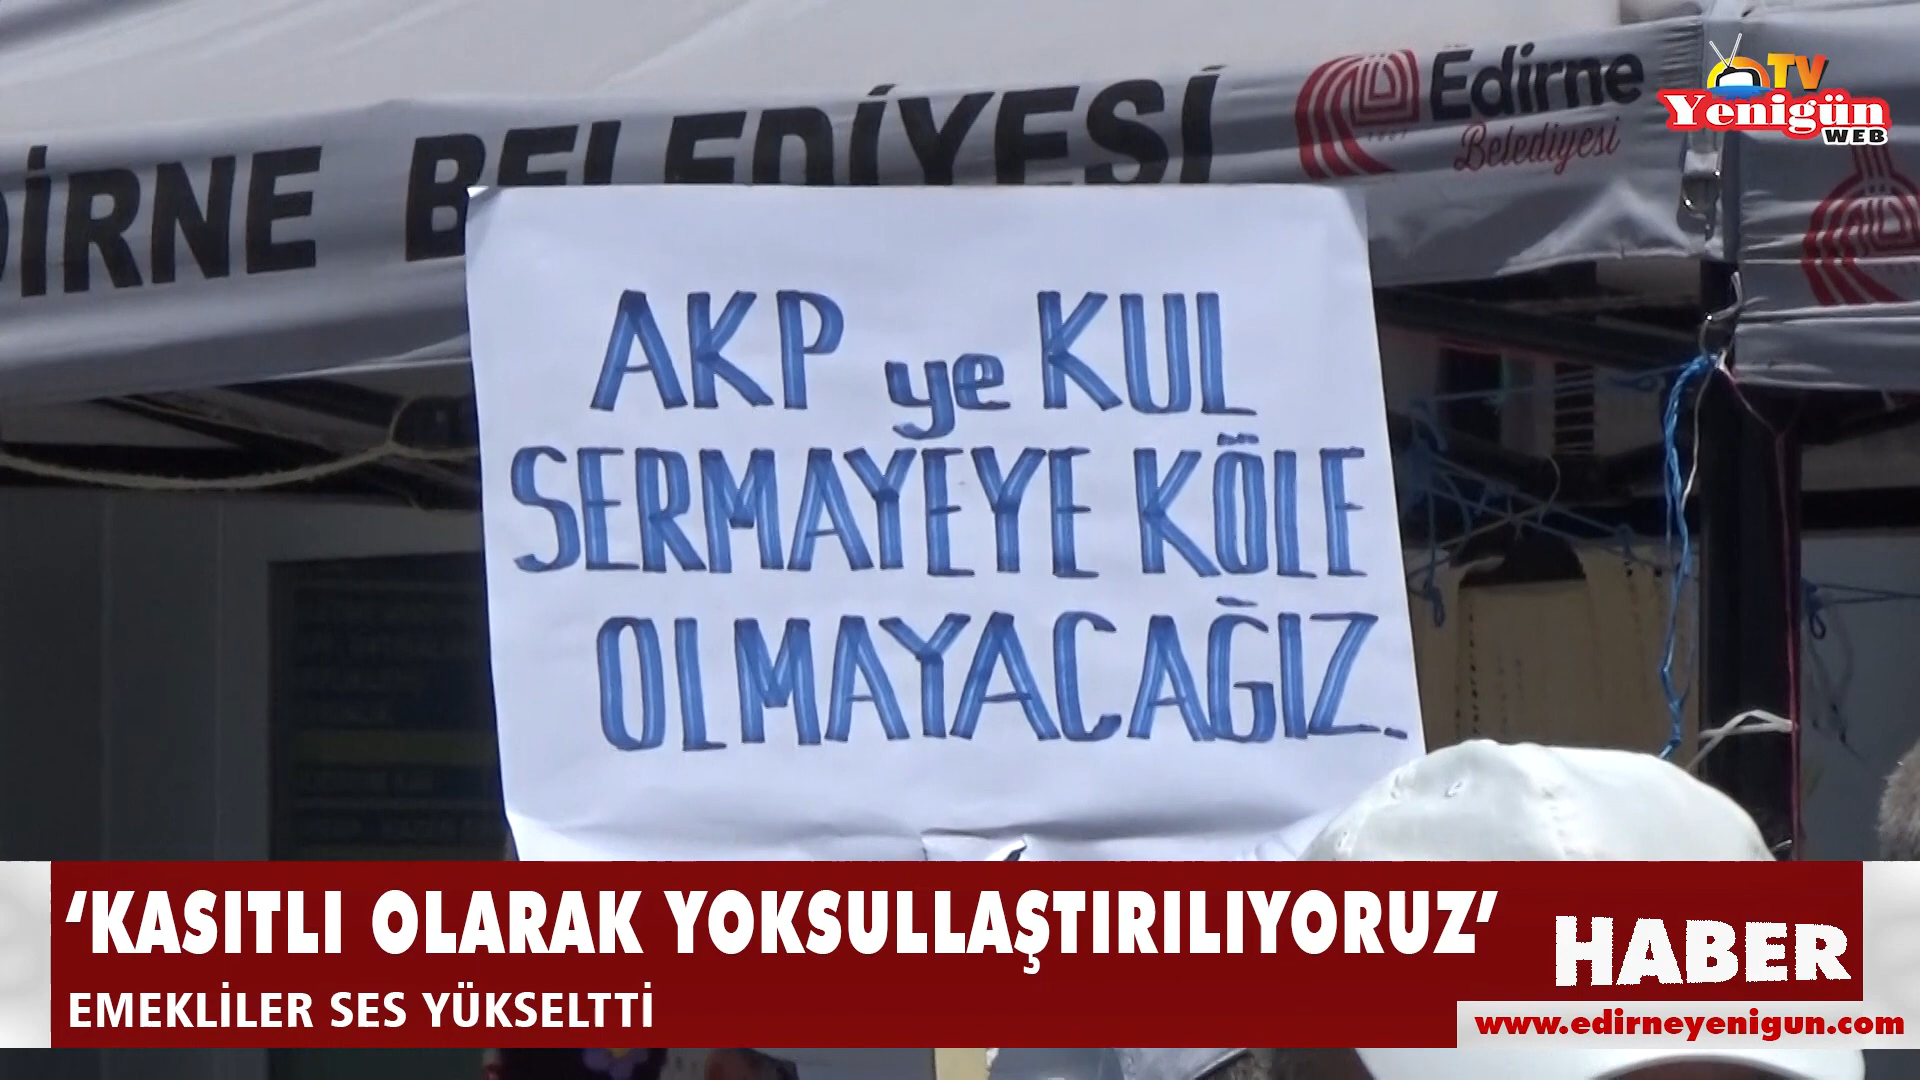 EDİRNE BELEDİYESİ
Edirne
Belediyesi
TV
Yenigün
WEB
AKP ye KUL
SERMAYEYE KÖLE
OLMAYACAĞIZ.
‘KASITLI OLARAK YOKSULLAŞTIRILIYORUZ’
HABER
EMEKLİLER SES YÜKSELTTİ
www.edirneyenigun.com